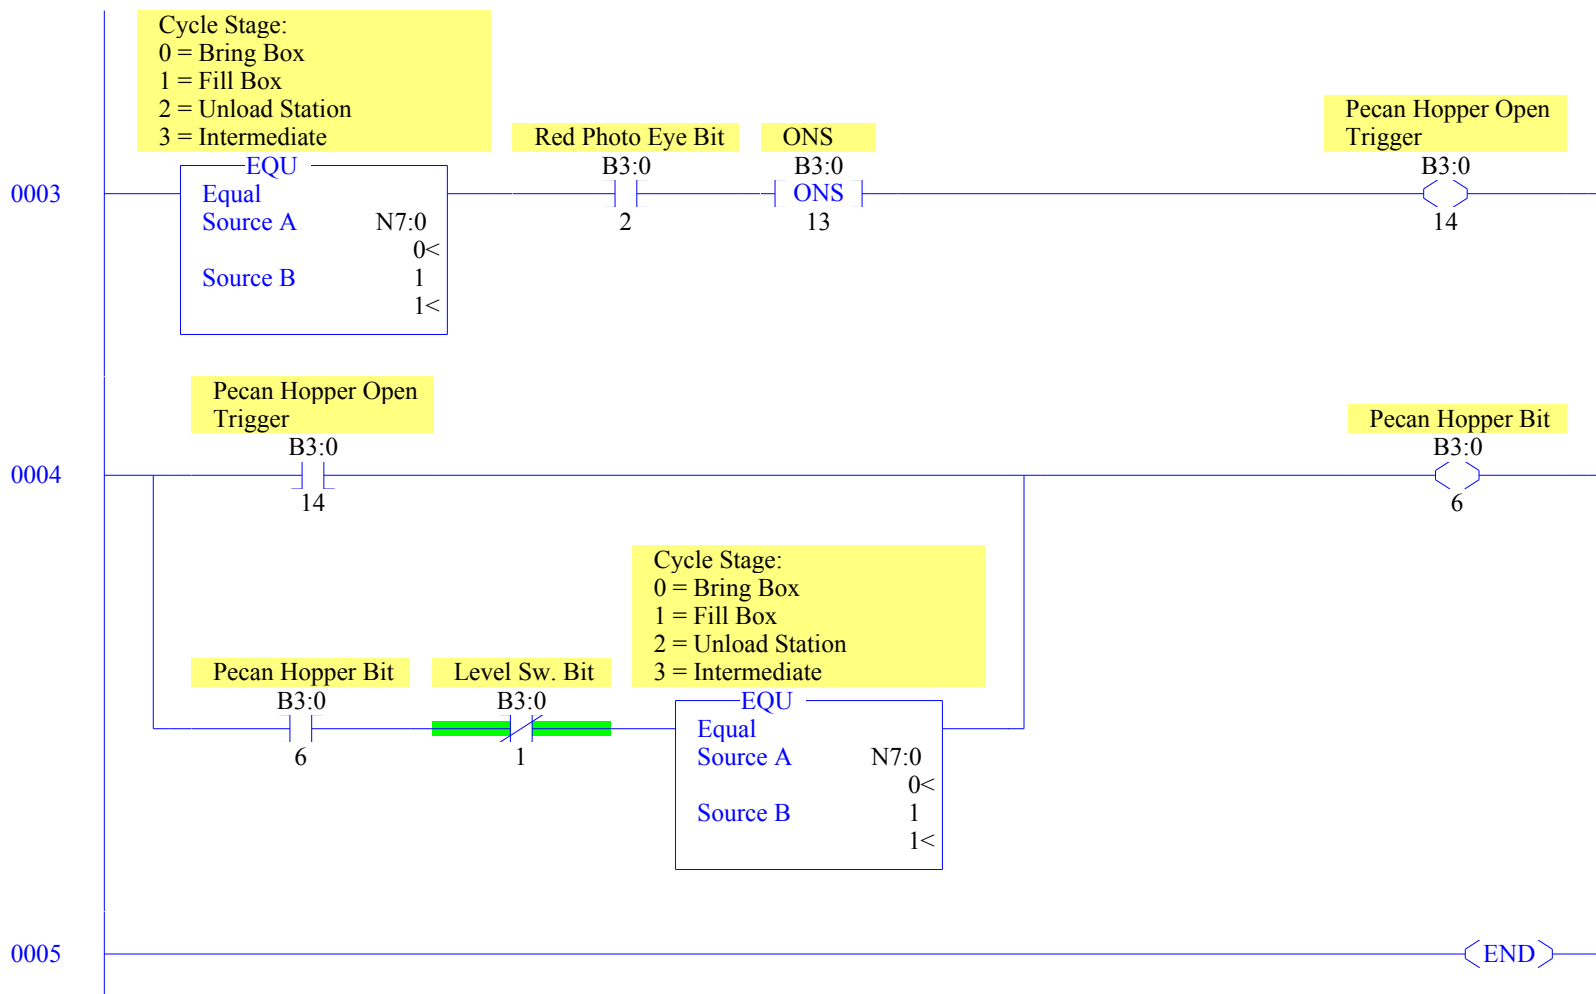 Cycle Stage:
0 = Bring Box
1 = Fill Box
2 = Unload Station
3 = Intermediate
Red Photo Eye Bit
ONS
Pecan Hopper Open
Trigger
0003
EQU
Equal
Source A N7:0
0<
Source B 1
1<
B3:0
2
B3:0
ONS
13
B3:0
14
Pecan Hopper Open
Trigger
Pecan Hopper Bit
0004
B3:0
14
B3:0
6
Cycle Stage:
0 = Bring Box
1 = Fill Box
2 = Unload Station
3 = Intermediate
Pecan Hopper Bit
B3:0
6
Level Sw. Bit
B3:0
1
EQU
Equal
Source A N7:0
0<
Source B 1
1<
0005
END